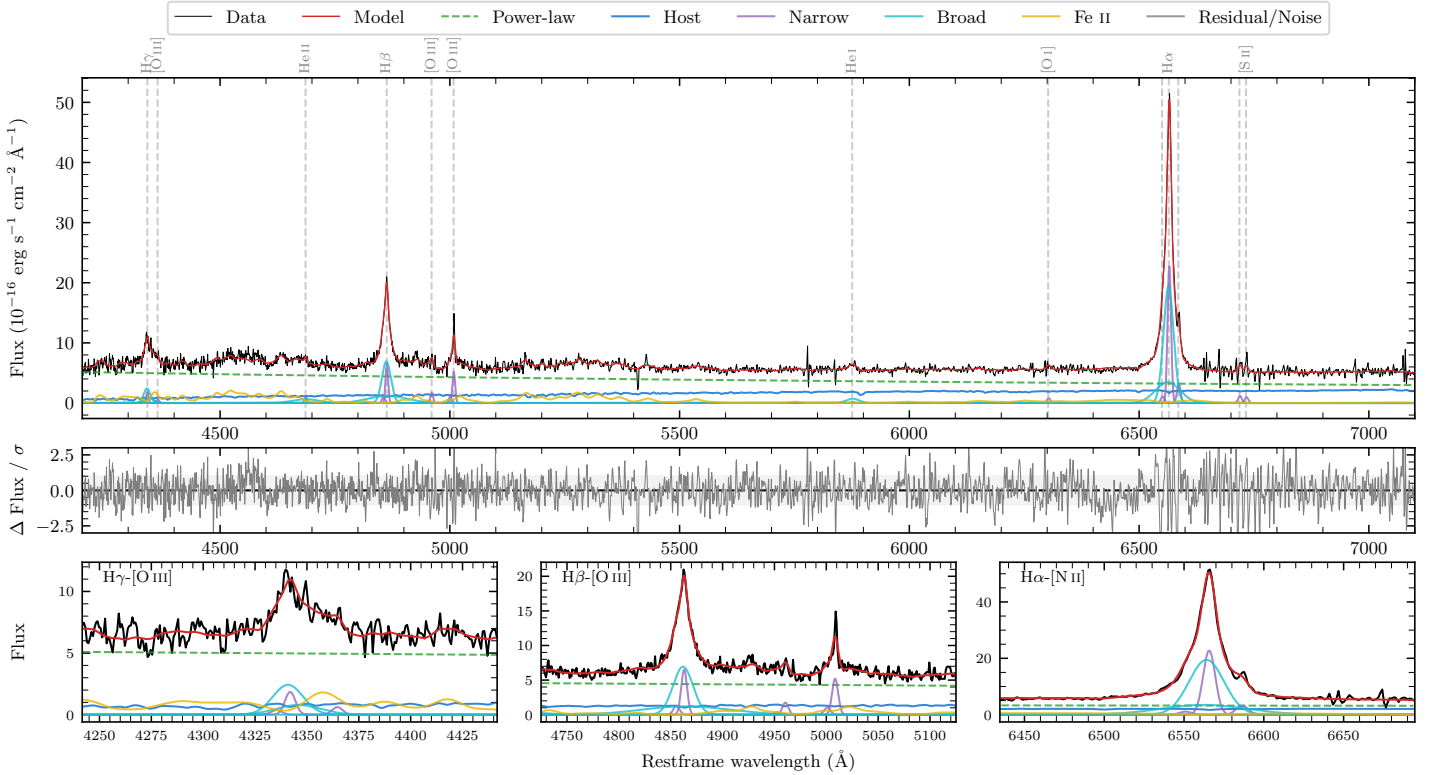 Data Model Power-law Host Narrow Broad Fe II Residual/Noise
Hγ [O III] He II Hβ [O III] [O III] He I [O I] Hα [S II]
Flux (10⁻¹⁶ erg s⁻¹ cm⁻² Å⁻¹)
50
40
30
20
10
0
4500 5000 5500 6000 6500 7000
Δ Flux / σ
2.5
0.0
−2.5
4500 5000 5500 6000 6500 7000
Flux
Hγ-[O III]
10
5
0
4250 4275 4300 4325 4350 4375 4400 4425
Hβ-[O III]
20
15
10
5
0
4750 4800 4850 4900 4950 5000 5050 5100
Hα-[N II]
40
20
0
6450 6500 6550 6600 6650
Restframe wavelength (Å)